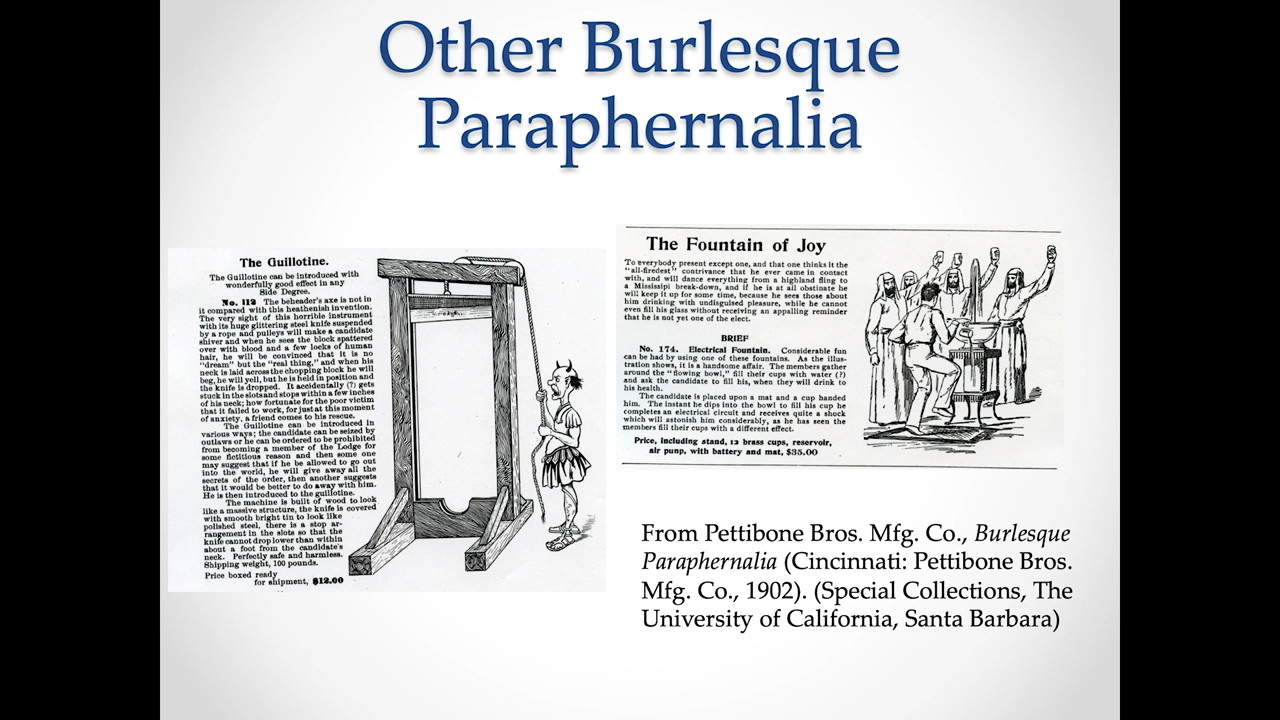 Other Burlesque
Paraphernalia
The Guillotine.
The Guillotine can be introduced with
wonderfully good effect in any
Side Degree.
No. 112 The beheader's axe is not in
it compared with this heathenish invention.
The very sight of this horrible instrument
with its huge glittering steel knife suspended
by a rope and pulleys will make a candidate
shiver and when he sees the block spattered
over with blood and a few locks of human
hair, he will be convinced that it is no
"dream" but the "real thing," and when his
neck is laid across the chopping block he will
beg, he will yell, but he is held in position and
the knife is dropped. It accidentally (?) gets
stuck in the slots and stops within a few inches
of his neck; how fortunate for the poor victim
that it failed to work, for just at this moment
of anxiety, a friend comes to his rescue.
The Guillotine can be introduced in
various ways; the candidate can be seized by
outlaws or he can be ordered to be prohibited
from becoming a member of the Lodge for
some fictitious reason and then some one
may suggest that if he be allowed to go out
into the world, he will give away all the
secrets of the order, then another suggests
that it would be better to do away with him.
He is then introduced to the guillotine.
The machine is built of wood to look
like a massive structure, the knife is covered
with smooth bright tin to look like
polished steel, there is a stop ar-
rangement in the slots so that the
knife cannot drop lower than within
about a foot from the candidate's
neck. Perfectly safe and harmless.
Shipping weight, 100 pounds.
Price boxed ready
for shipment, $12.00
The Fountain of Joy
To everybody present except one, and that one thinks it the
"all-firedest" contrivance that he ever came in contact
with, and will dance everything from a highland fling to
a Mississippi break-down, and if he is at all obstinate he
will keep it up for some time, because he sees those about
him drinking with undisguised pleasure, while he cannot
even fill his glass without receiving an appalling reminder
that he is not yet one of the elect.
BRIEF
No. 174. Electrical Fountain. Considerable fun
can be had by using one of these fountains. As the illus-
tration shows, it is a handsome affair. The members gather
around the "flowing bowl," fill their cups with water (?)
and ask the candidate to fill his, when they will drink to
his health.
The candidate is placed upon a mat and a cup handed
him. The instant he dips into the bowl to fill his cup he
completes an electrical circuit and receives quite a shock
which will astonish him considerably, as he has seen the
members fill their cups with a different effect.
Price, including stand, 12 brass cups, reservoir,
air pump, with battery and mat, $35.00
From Pettibone Bros. Mfg. Co., Burlesque
Paraphernalia (Cincinnati: Pettibone Bros.
Mfg. Co., 1902). (Special Collections, The
University of California, Santa Barbara)